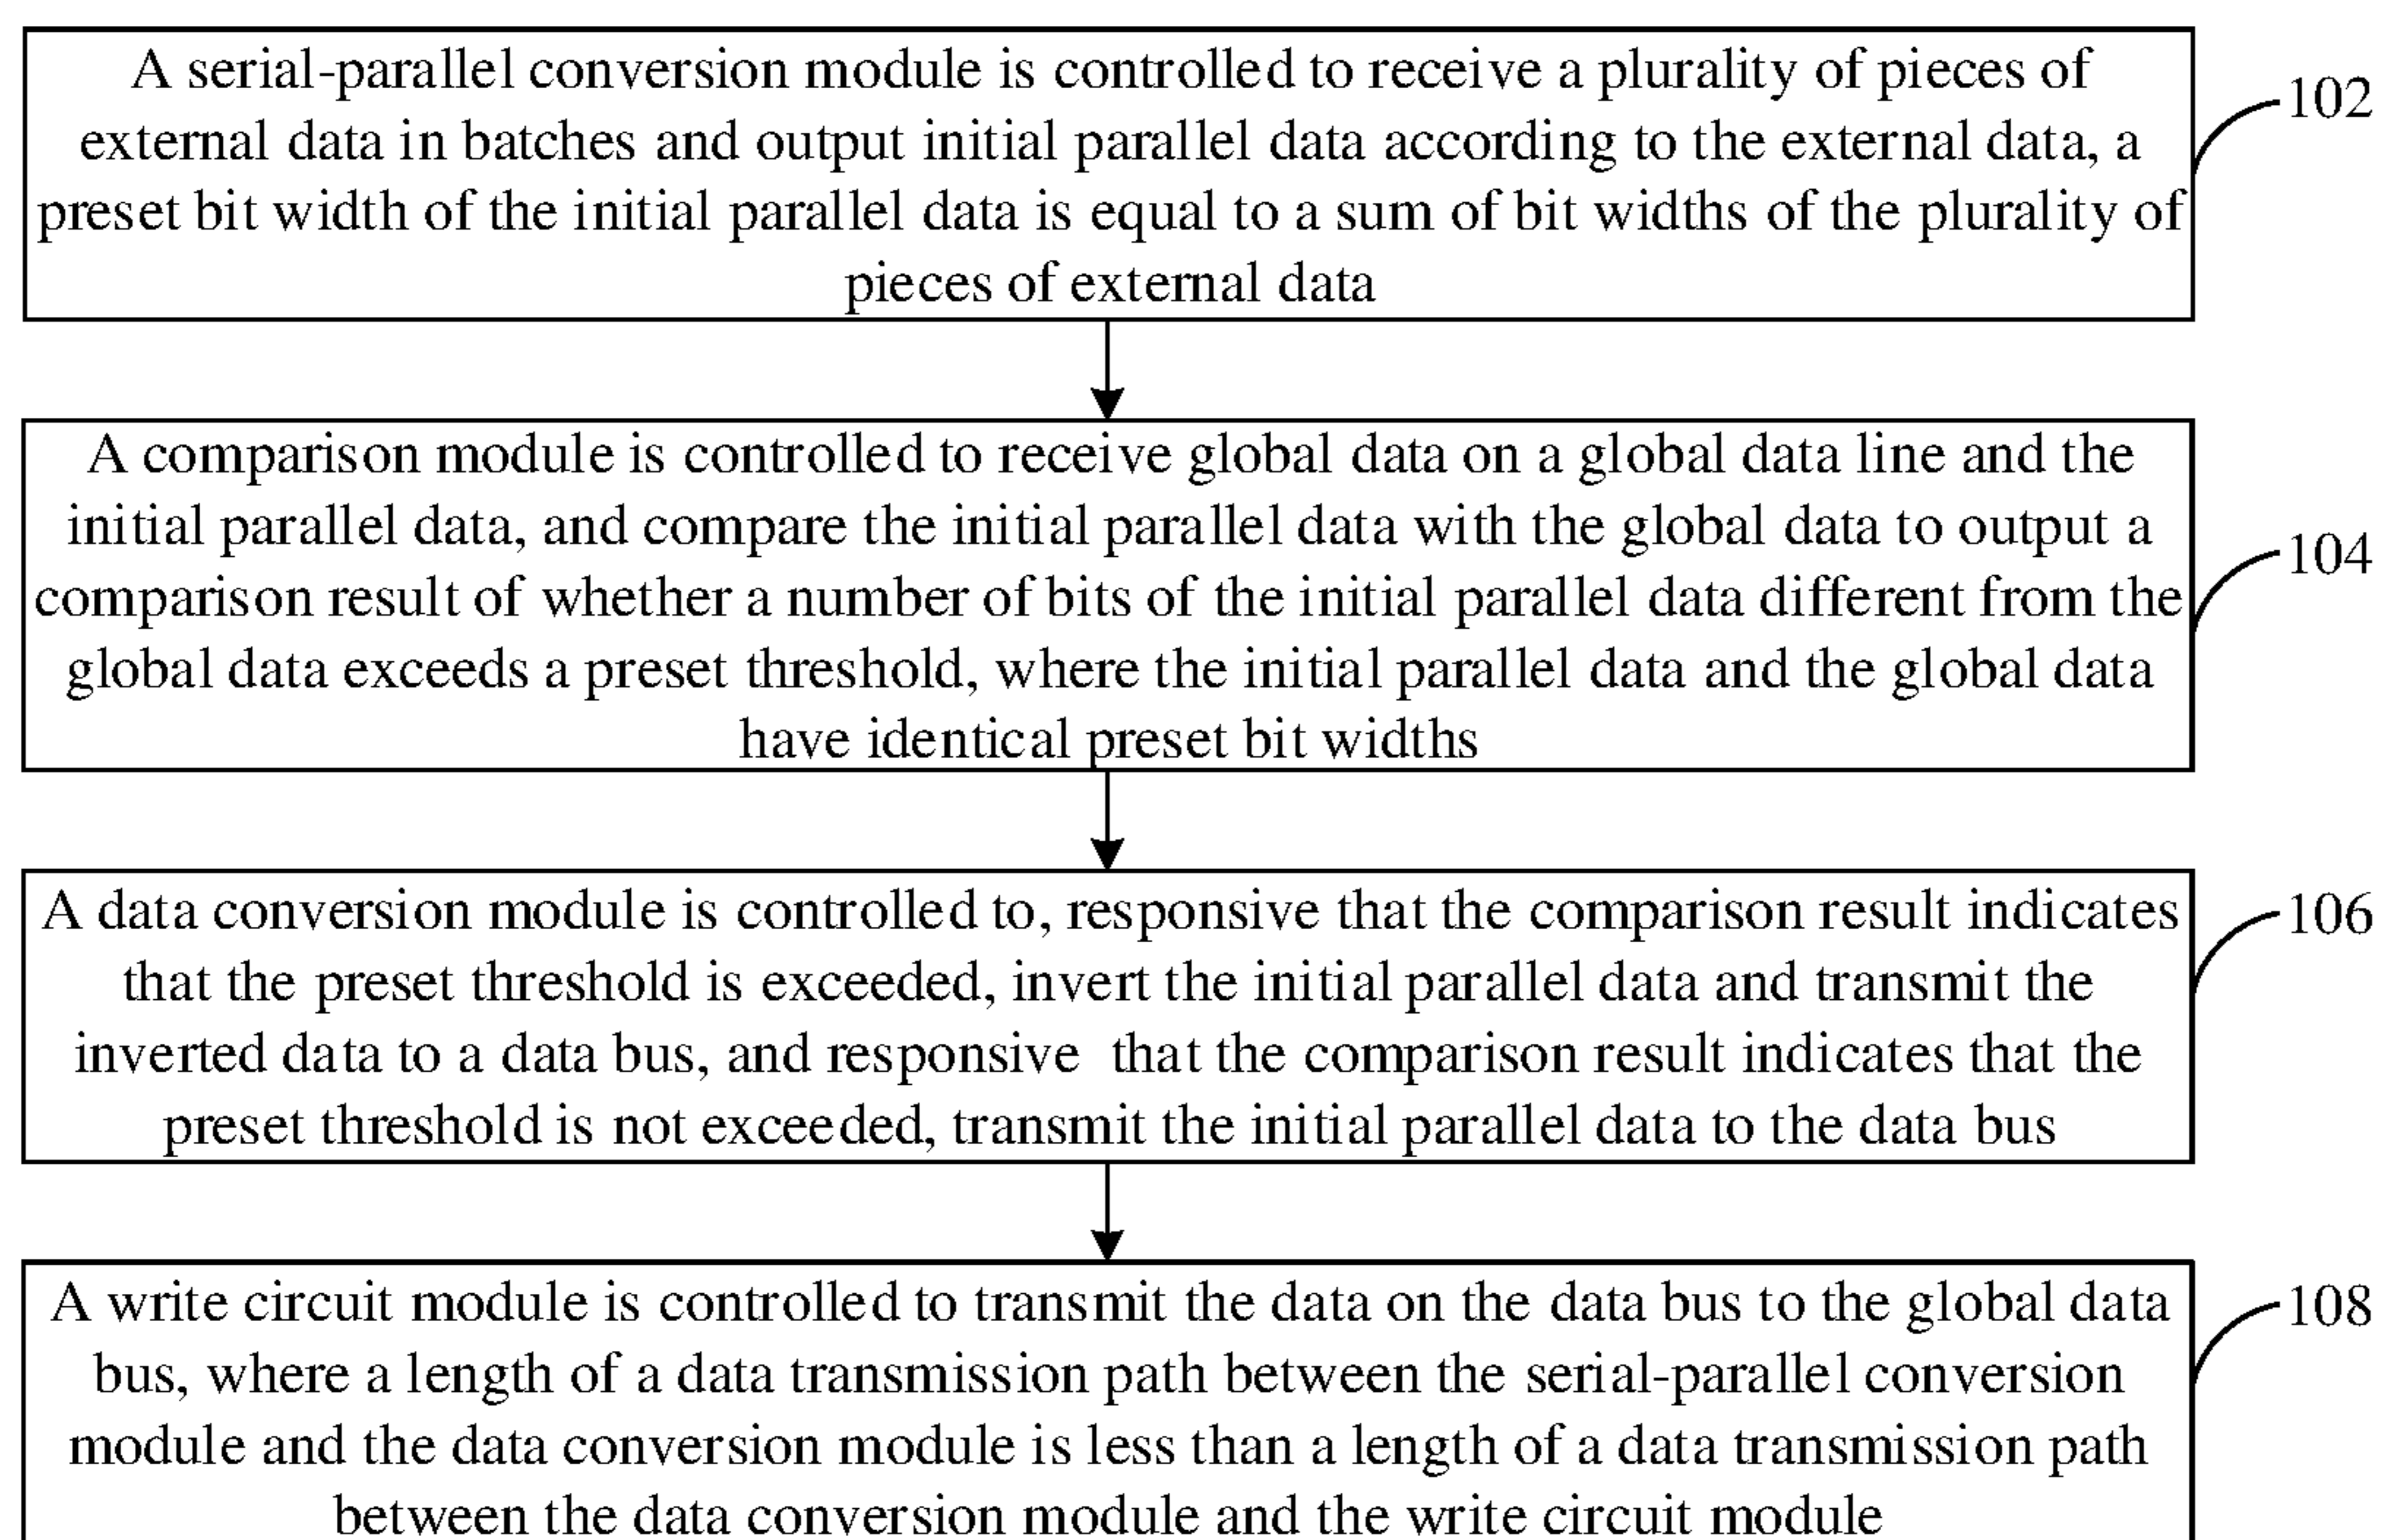 A serial-parallel conversion module is controlled to receive a plurality of pieces of
external data in batches and output initial parallel data according to the external data, a
preset bit width of the initial parallel data is equal to a sum of bit widths of the plurality of
pieces of external data
102
A comparison module is controlled to receive global data on a global data line and the
initial parallel data, and compare the initial parallel data with the global data to output a
comparison result of whether a number of bits of the initial parallel data different from the
global data exceeds a preset threshold, where the initial parallel data and the global data
have identical preset bit widths
104
A data conversion module is controlled to, responsive that the comparison result indicates
that the preset threshold is exceeded, invert the initial parallel data and transmit the
inverted data to a data bus, and responsive that the comparison result indicates that the
preset threshold is not exceeded, transmit the initial parallel data to the data bus
106
A write circuit module is controlled to transmit the data on the data bus to the global data
bus, where a length of a data transmission path between the serial-parallel conversion
module and the data conversion module is less than a length of a data transmission path
between the data conversion module and the write circuit module
108